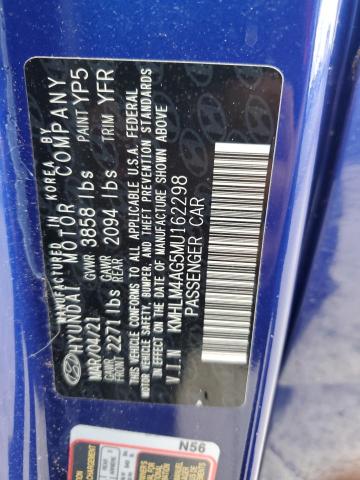 MANUFACTURED IN KOREA BY
HYUNDAI MOTOR COMPANY
MAR/04/21 GVWR 3858 lbs PAINT YP5
GAWR FRONT 2271 lbs GAWR REAR 2094 lbs TRIM YFR
THIS VEHICLE CONFORMS TO ALL APPLICABLE U.S.A. FEDERAL
MOTOR VEHICLE SAFETY, BUMPER, AND THEFT PREVENTION STANDARDS
IN EFFECT ON THE DATE OF MANUFACTURE SHOWN ABOVE.
V.I.N KMHLM4AG5MU162298
PASSENGER CAR
N56